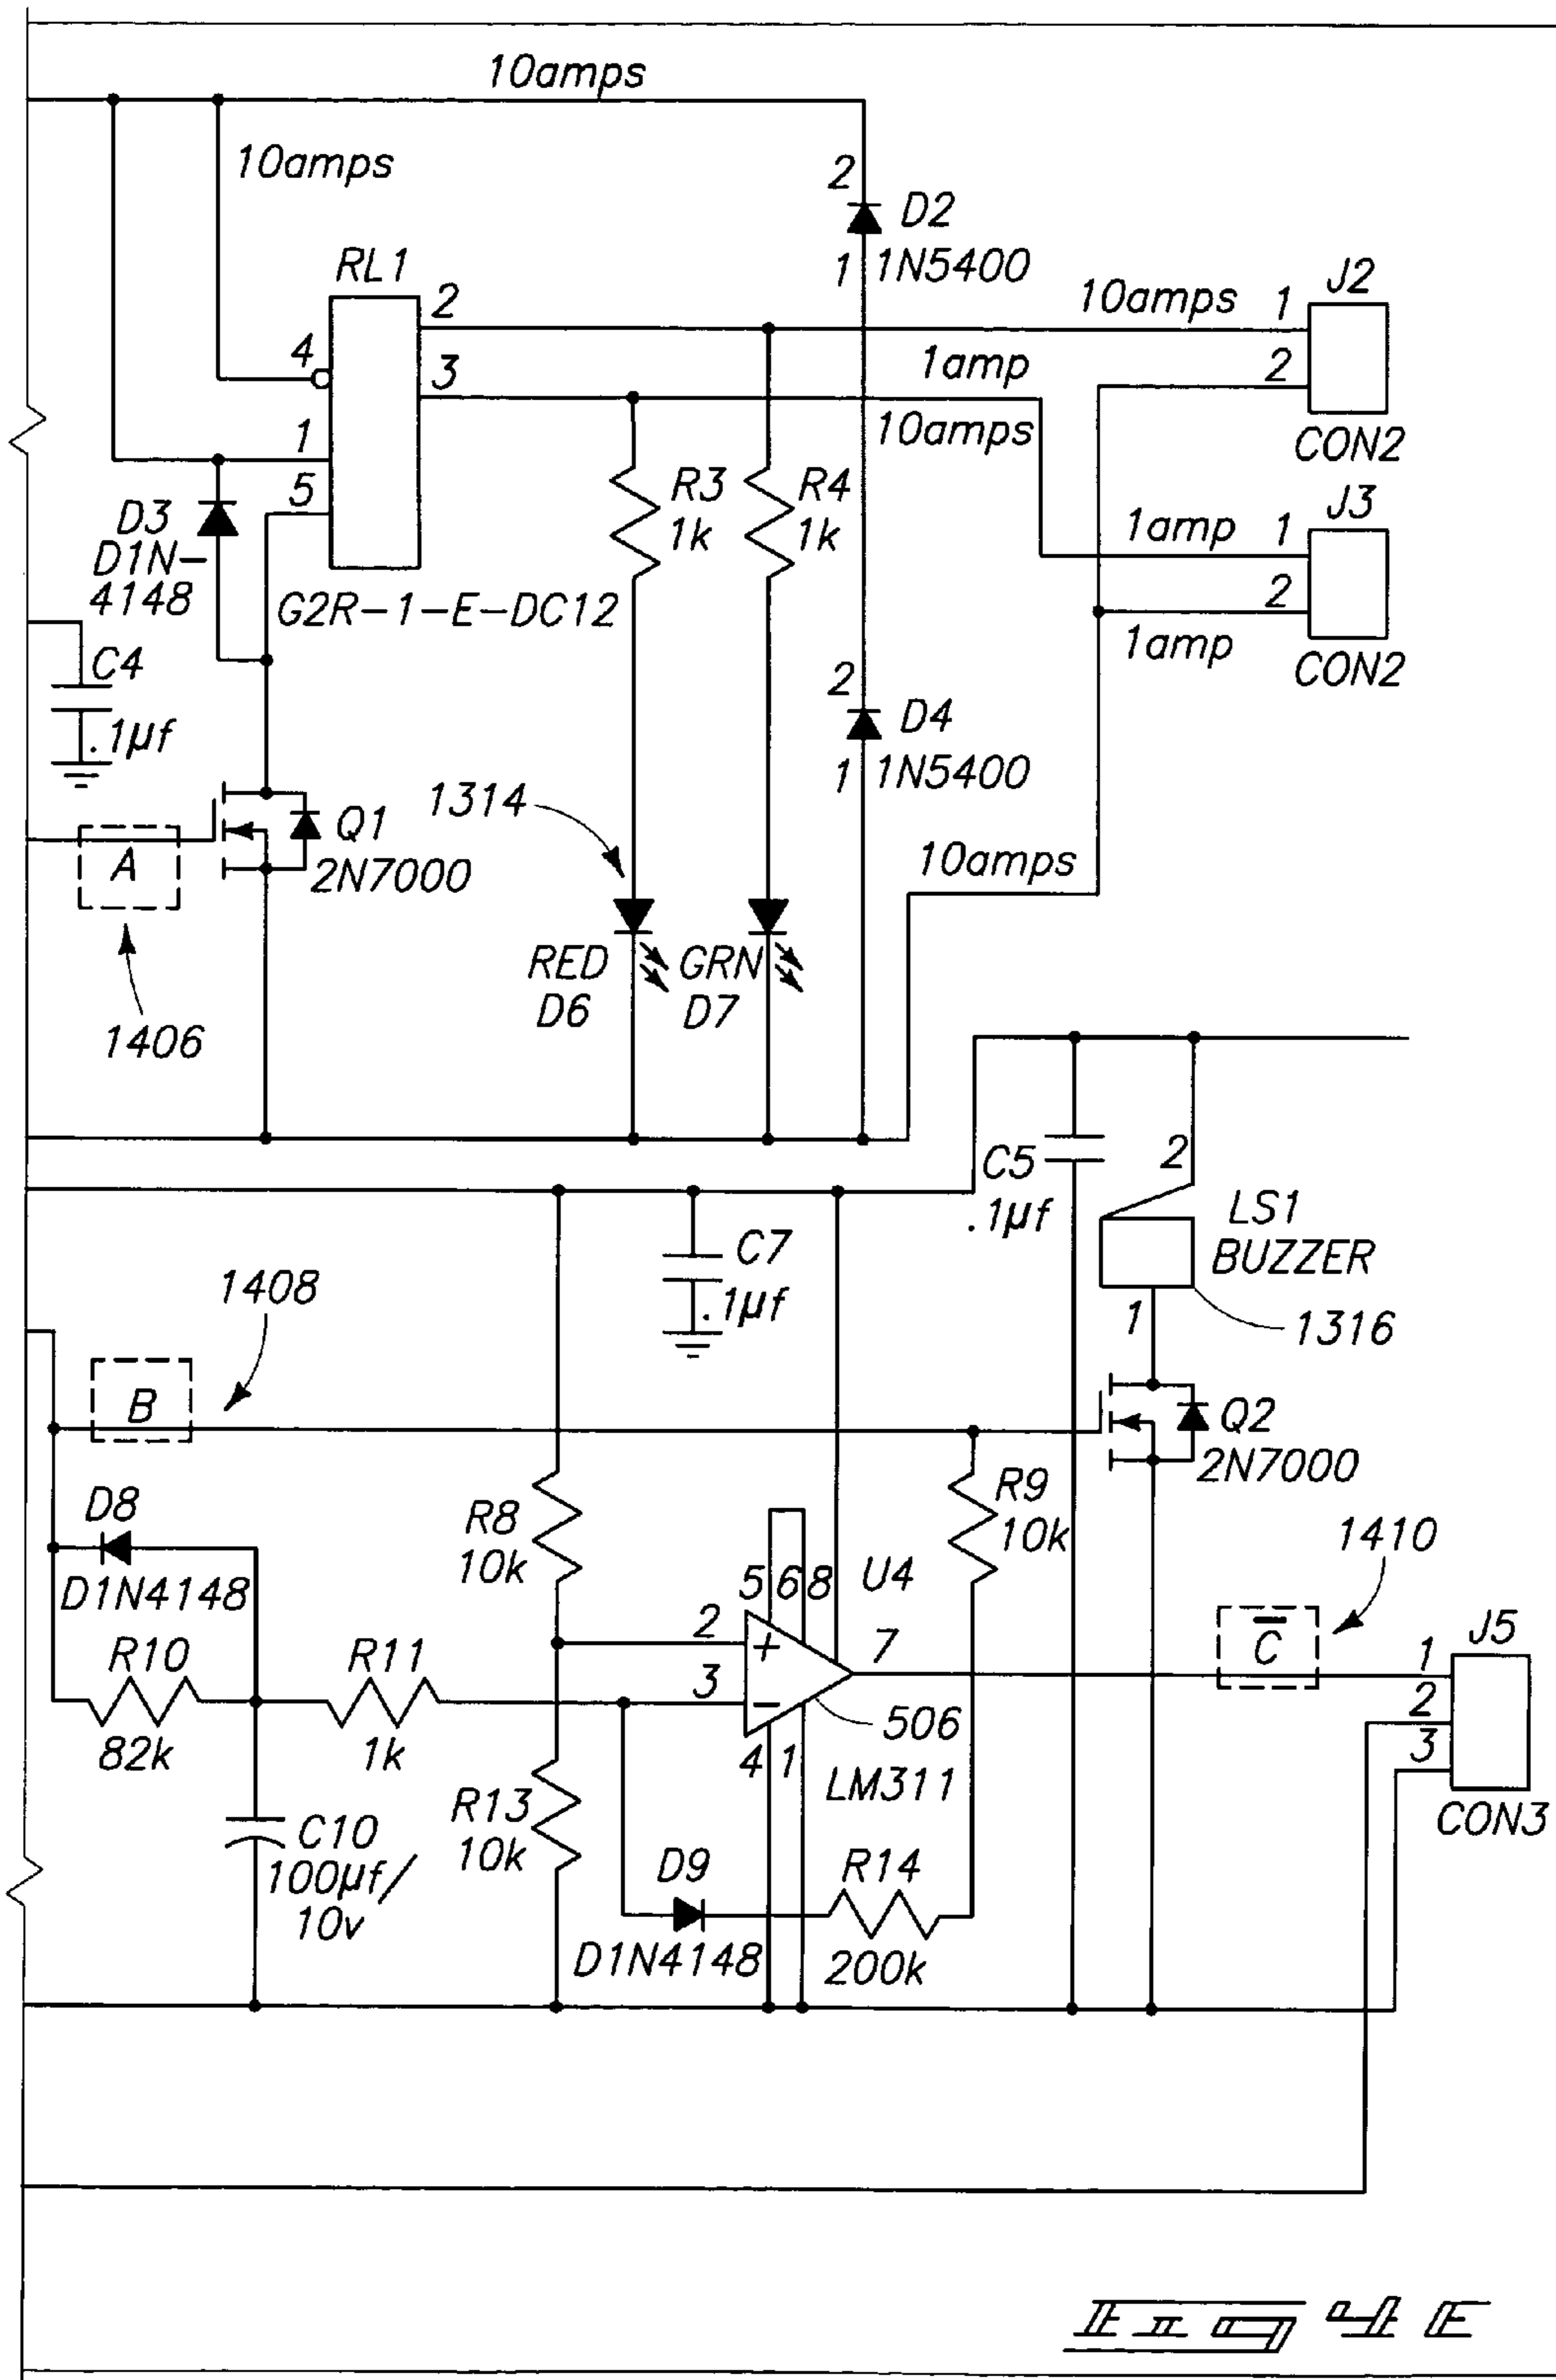 10amps
10amps
2
D2
1
1N5400
RL1
2
4
3
1
5
10amps
1
J2
2
CON2
1amp
10amps
R3
1k
R4
1k
J3
1amp
1
2
1amp
CON2
D3
D1N-
4148
G2R-1-E-DC12
C4
.1µf
2
D4
1
1N5400
1314
Q1
2N7000
A
10amps
1406
RED
D6
GRN
D7
C5
.1µf
2
LS1
BUZZER
1
1316
C7
.1µf
1408
B
Q2
2N7000
D8
D1N4148
R8
10k
R9
10k
1410
5
6
8
U4
2
+
3
−
7
C̅
J5
1
2
3
CON3
R10
82k
R11
1k
506
4
1
LM311
R13
10k
C10
100µf/
10v
D9
D1N4148
R14
200k
Fig 4E